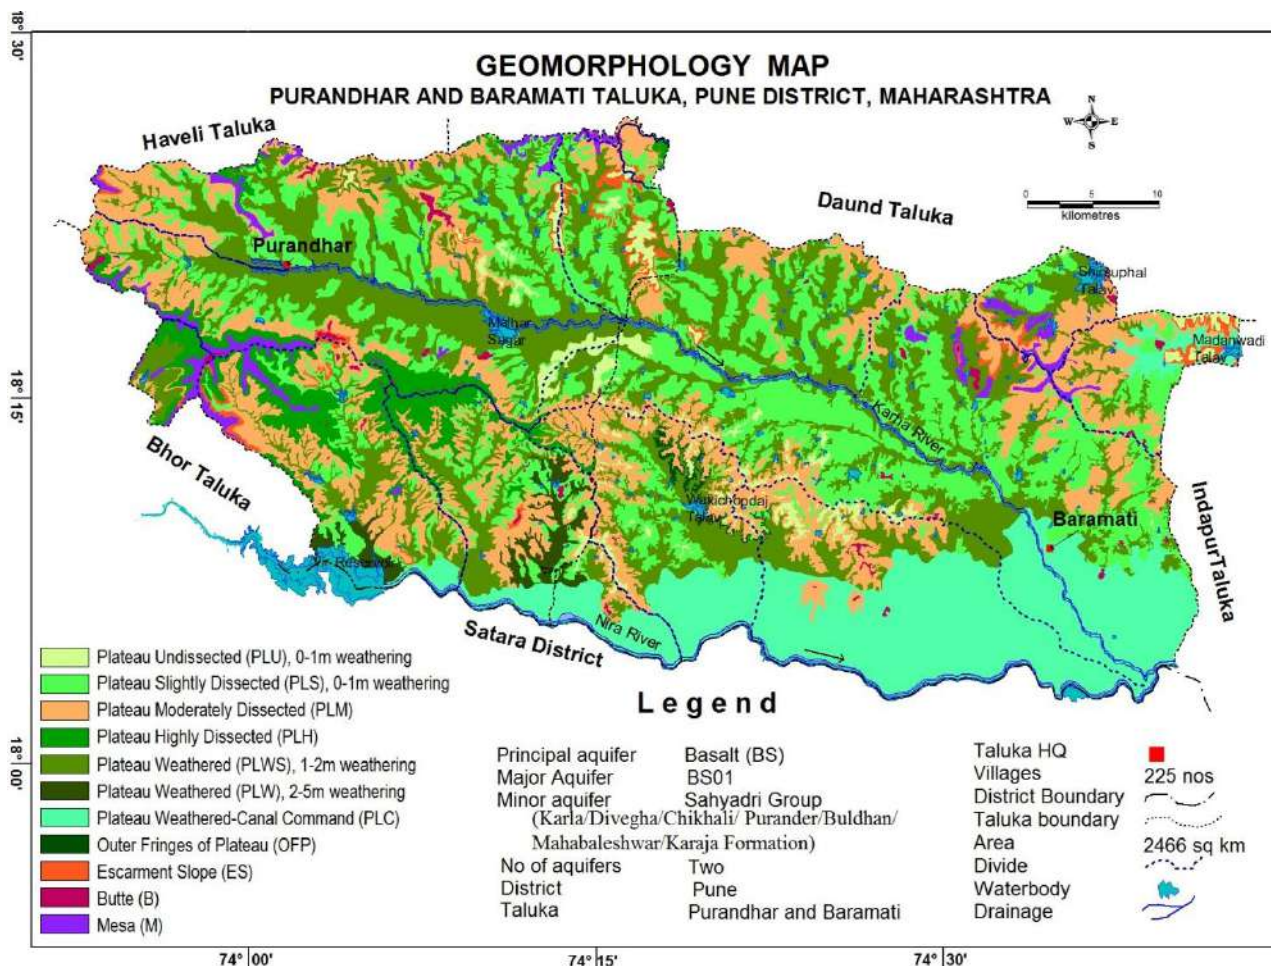 18° 30'
GEOMORPHOLOGY MAP
PURANDHAR AND BARAMATI TALUKA, PUNE DISTRICT, MAHARASHTRA
N
W E
S
Haveli Taluka
Daund Taluka
0 5 10
kilometres
Purandhar
Shirsuphal
Talav
Malhar
Sagar
Madanwadi
Talav
18° 15'
Karha River
Bhor Taluka
Talav
Baramati
Indapur Taluka
Reservoir
Nira River
Satara District
Legend
Plateau Undissected (PLU), 0-1m weathering
Plateau Slightly Dissected (PLS), 0-1m weathering
Plateau Moderately Dissected (PLM)
Plateau Highly Dissected (PLH)
Plateau Weathered (PLWS), 1-2m weathering
Plateau Weathered (PLW), 2-5m weathering
Plateau Weathered-Canal Command (PLC)
Outer Fringes of Plateau (OFP)
Escarment Slope (ES)
Butte (B)
Mesa (M)
18° 00'
Principal aquifer Basalt (BS)
Major Aquifer BS01
Minor aquifer Sahyadri Group
(Karla/Divegha/Chikhali/ Purander/Buldhan/
Mahabaleshwar/Karaja Formation)
No of aquifers Two
District Pune
Taluka Purandhar and Baramati
Taluka HQ
Villages 225 nos
District Boundary
Taluka boundary
Area 2466 sq km
Divide
Waterbody
Drainage
74° 00' 74° 15' 74° 30'